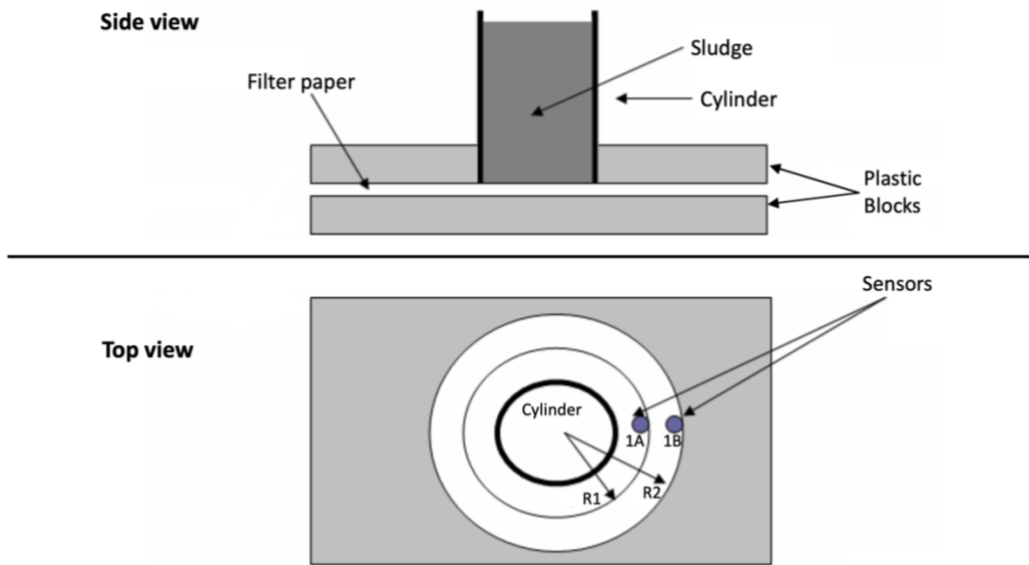 Side view
Sludge
Filter paper
Cylinder
Plastic
Blocks
Sensors
Top view
Cylinder
1A
1B
R1
R2